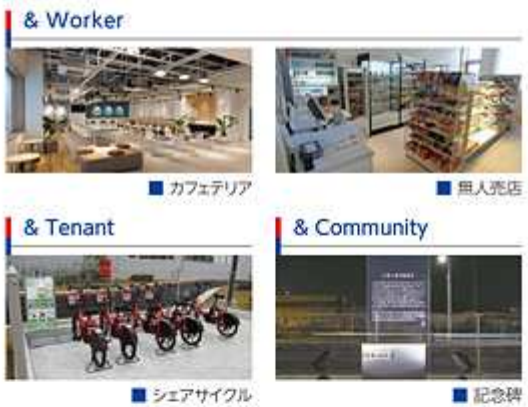 & Worker
カフェテリア
無人売店
& Tenant
& Community
シェアサイクル
記念碑